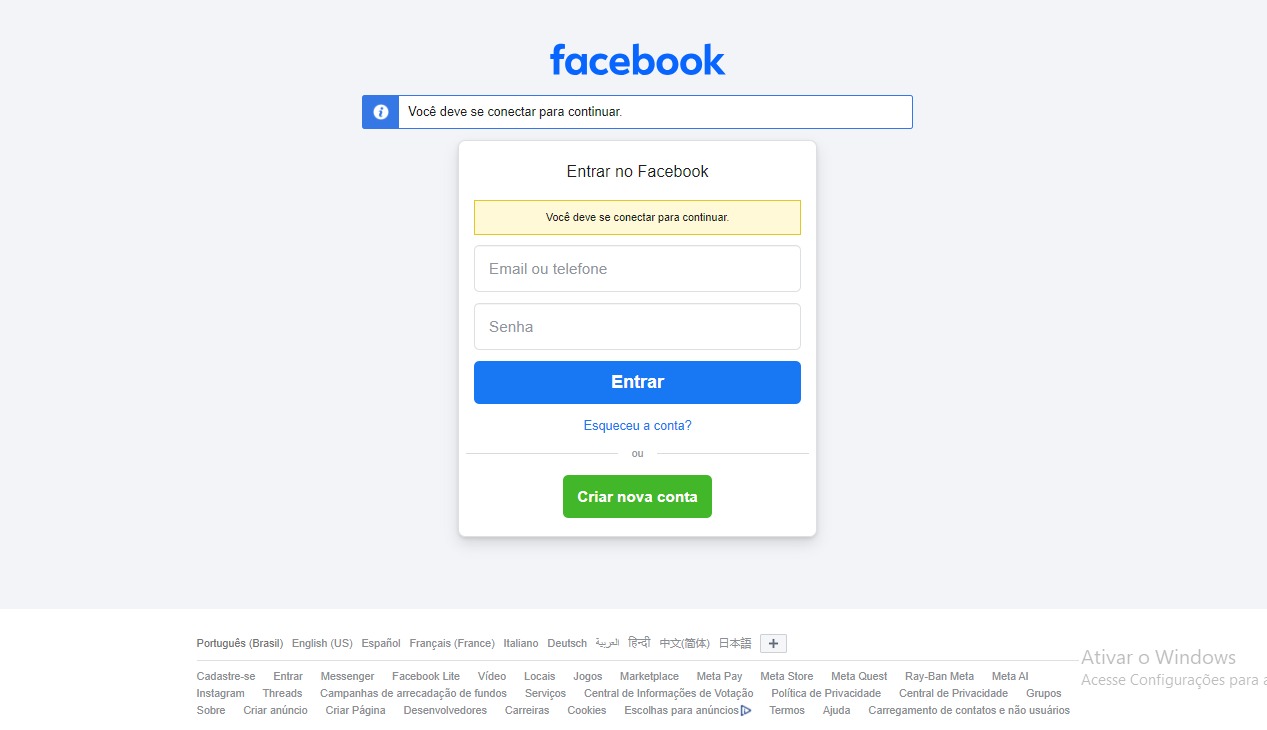 facebook
Você deve se conectar para continuar.
Entrar no Facebook
Você deve se conectar para continuar.
Email ou telefone
Senha
Entrar
Esqueceu a conta?
ou
Criar nova conta
Português (Brasil) English (US) Español Français (France) Italiano Deutsch العربية हिन्दी 中文(简体) 日本語
Ativar o Windows
Acesse Configurações para
Cadastre-se Entrar Messenger Facebook Lite Vídeo Locais Jogos Marketplace Meta Pay Meta Store Meta Quest Ray-Ban Meta Meta AI
Instagram Threads Campanhas de arrecadação de fundos Serviços Central de Informações de Votação Política de Privacidade Central de Privacidade Grupos
Sobre Criar anúncio Criar Página Desenvolvedores Carreiras Cookies Escolhas para anúncios Termos Ajuda Carregamento de contatos e não usuários